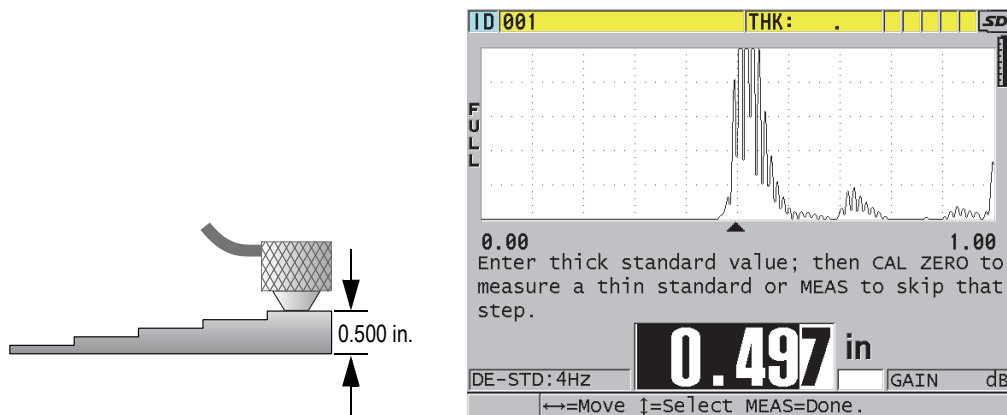 0.500 in.
ID 001 THK: . SD
FULL
0.00 1.00
Enter thick standard value; then CAL ZERO to
measure a thin standard or MEAS to skip that
step.
0.497 in
DE-STD:4Hz GAIN dB
↔=Move ↕=Select MEAS=Done.